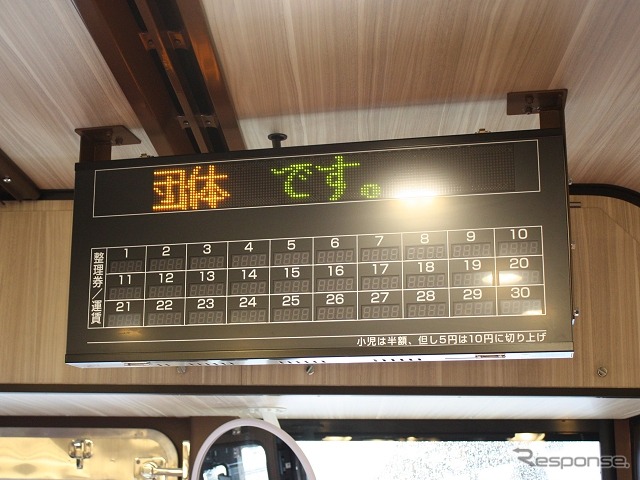 団体 です。
整理券/運賃
1 2 3 4 5 6 7 8 9 10
11 12 13 14 15 16 17 18 19 20
21 22 23 24 25 26 27 28 29 30
小児は半額、但し5円は10円に切り上げ
Response.